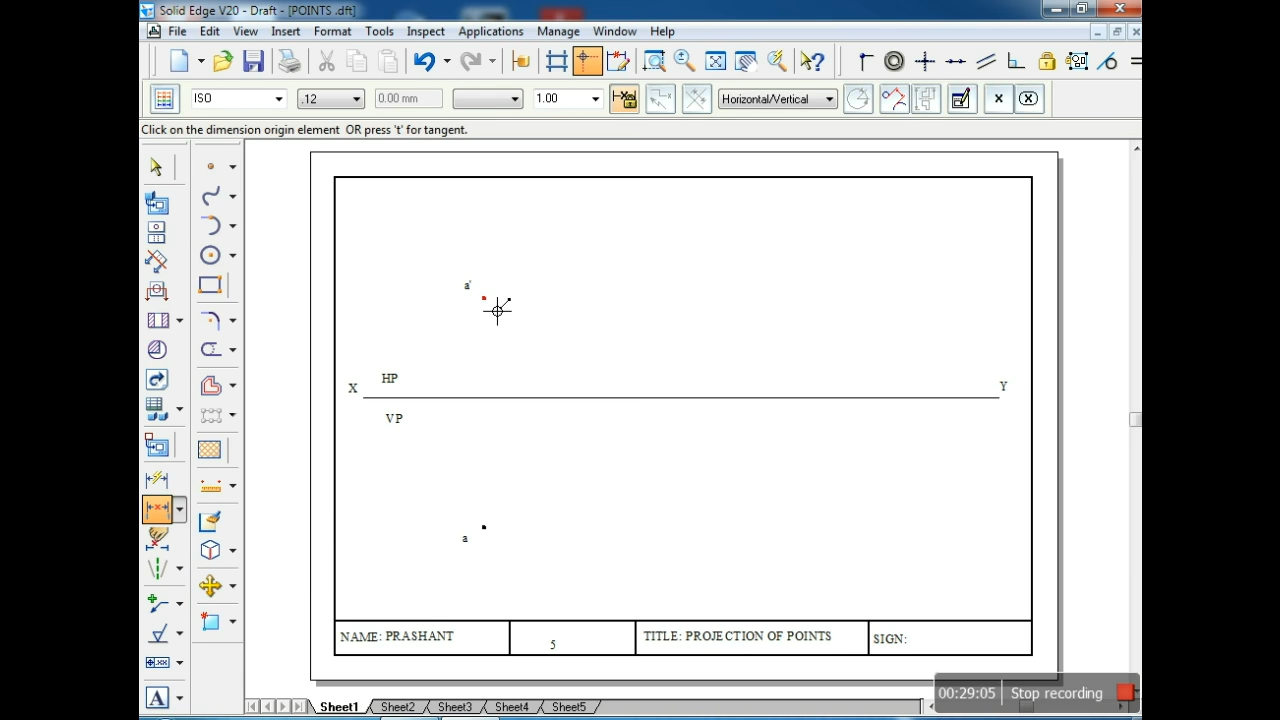 Solid Edge V20 - Draft - [POINTS .dft]
File Edit View Insert Format Tools Applications Inspect Manage Window Help
ISO .12 0.00 mm 1.00 Horizontal/Vertical
Click on the dimension origin element OR press 't' for tangent.
a'
HP
X Y
VP
a
NAME: PRASHANT 5 TITLE: PROJECTION OF POINTS SIGN:
A
Sheet1 Sheet2 Sheet3 Sheet4 Sheet5
00:29:05 Stop recording